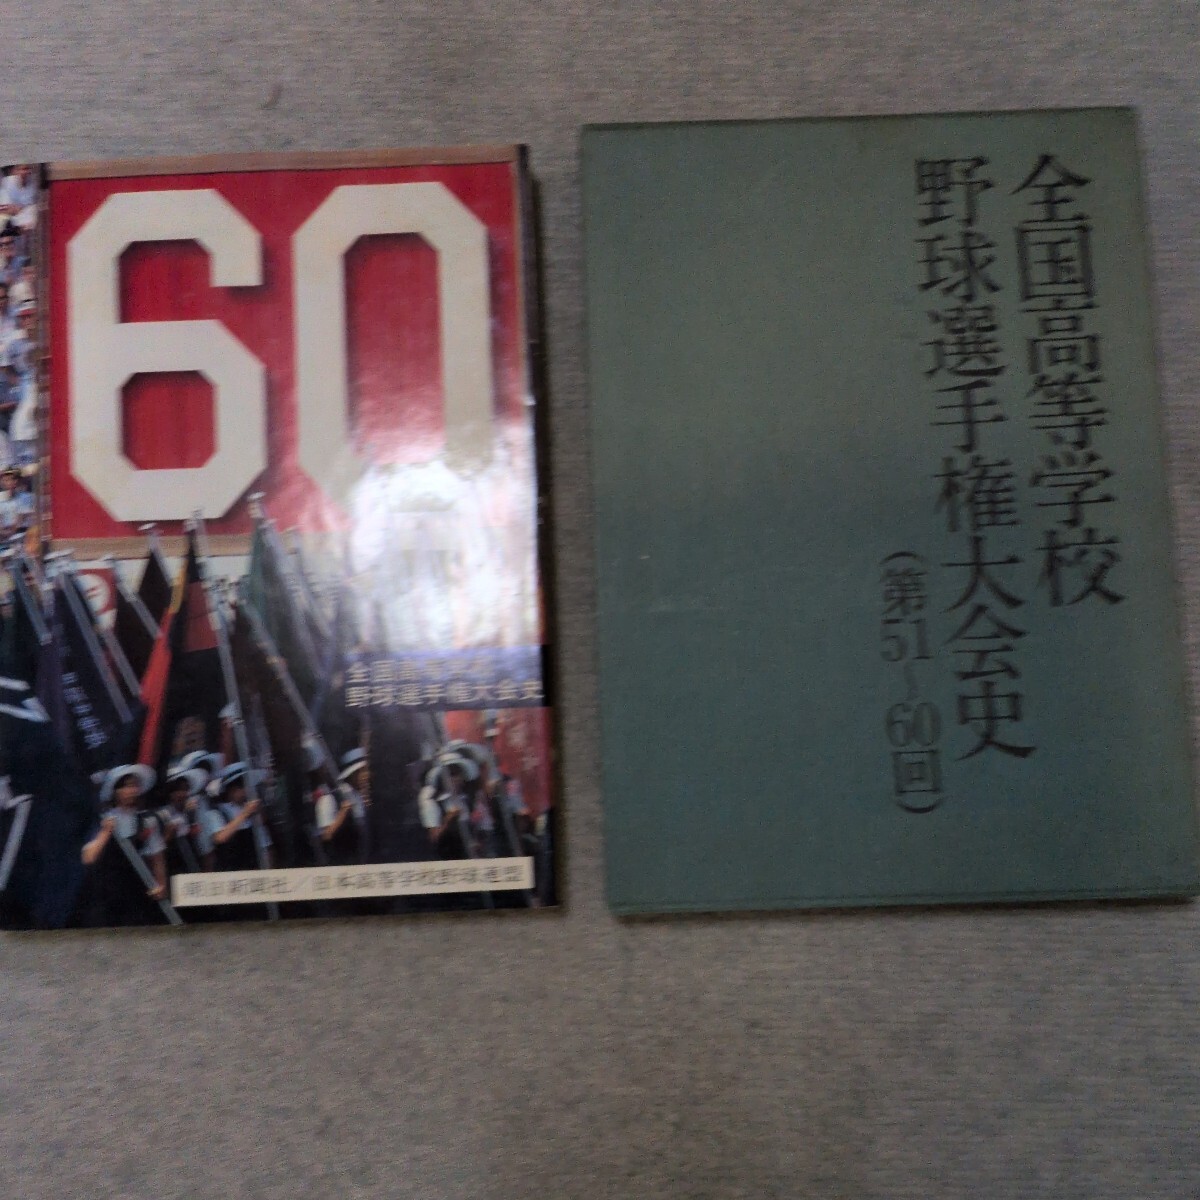 60
全国高等学校
野球選手権大会史
朝日新聞社／日本高等学校野球連盟
全国高等学校
野球選手権大会史
（第51～60回）